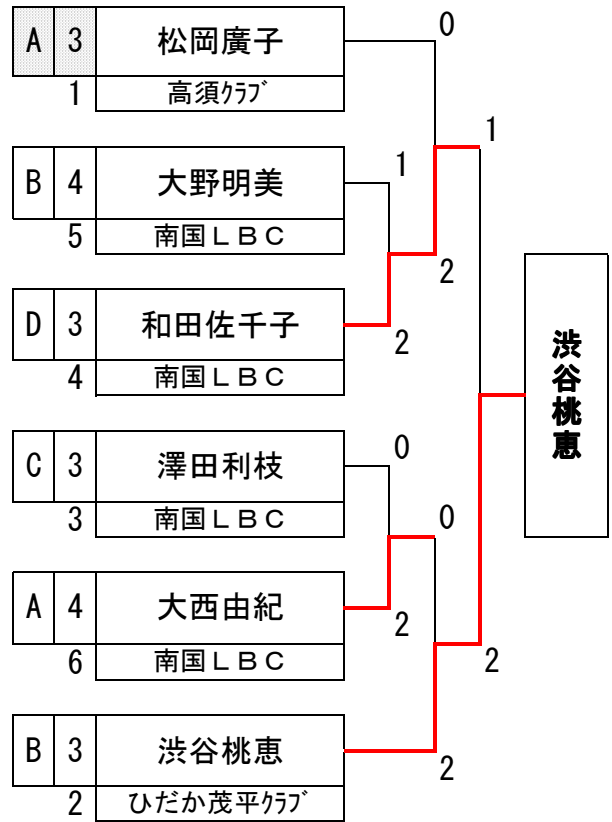 A 3 松岡廣子 0
1 高須ｸﾗﾌﾞ
1
B 4 大野明美 1
5 南国ＬＢＣ
2
D 3 和田佐千子 2
4 南国ＬＢＣ
渋谷桃恵
C 3 澤田利枝 0
3 南国ＬＢＣ 0
A 4 大西由紀 2
6 南国ＬＢＣ 2
B 3 渋谷桃恵 2
2 ひだか茂平ｸﾗﾌﾞ